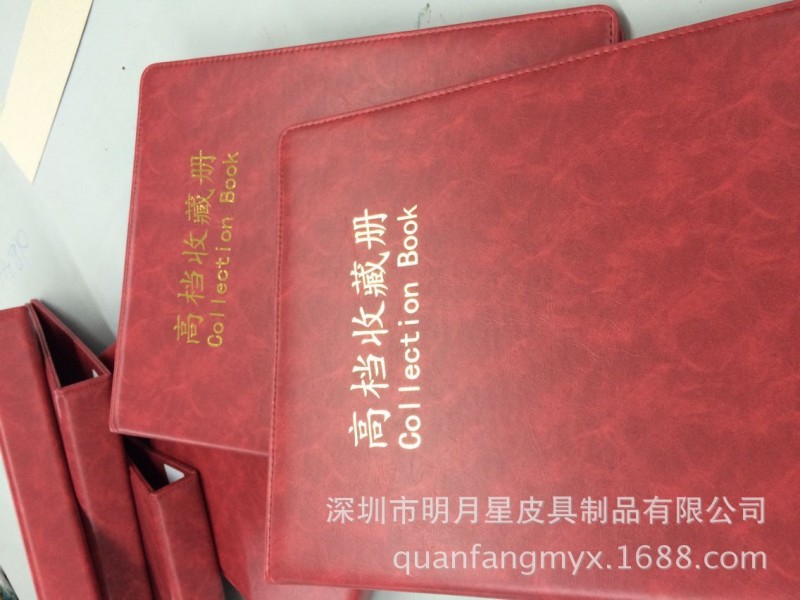 高档收藏册
Collection Book
高档收藏册
Collection Book
深圳市明月星皮具制品有限公司
quanfangmyx.1688.com